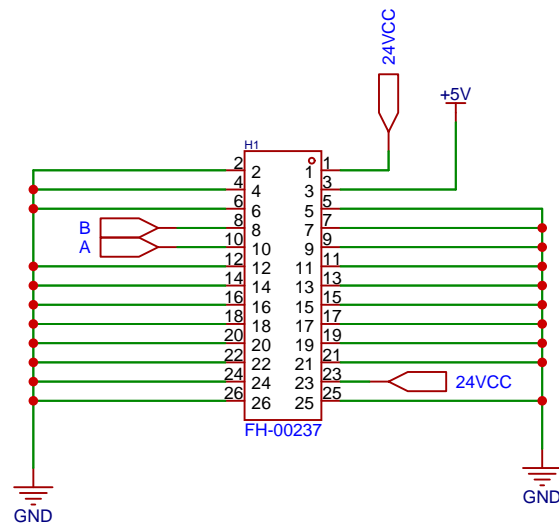 24VCC
+5V
H1
2 2 1 1
4 4 3 3
6 6 5 5
B 8 8 7 7
A 10 10 9 9
12 12 11 11
14 14 13 13
16 16 15 15
18 18 17 17
20 20 19 19
22 22 21 21
24 24 23 23 24VCC
26 26 25 25
FH-00237
GND
GND